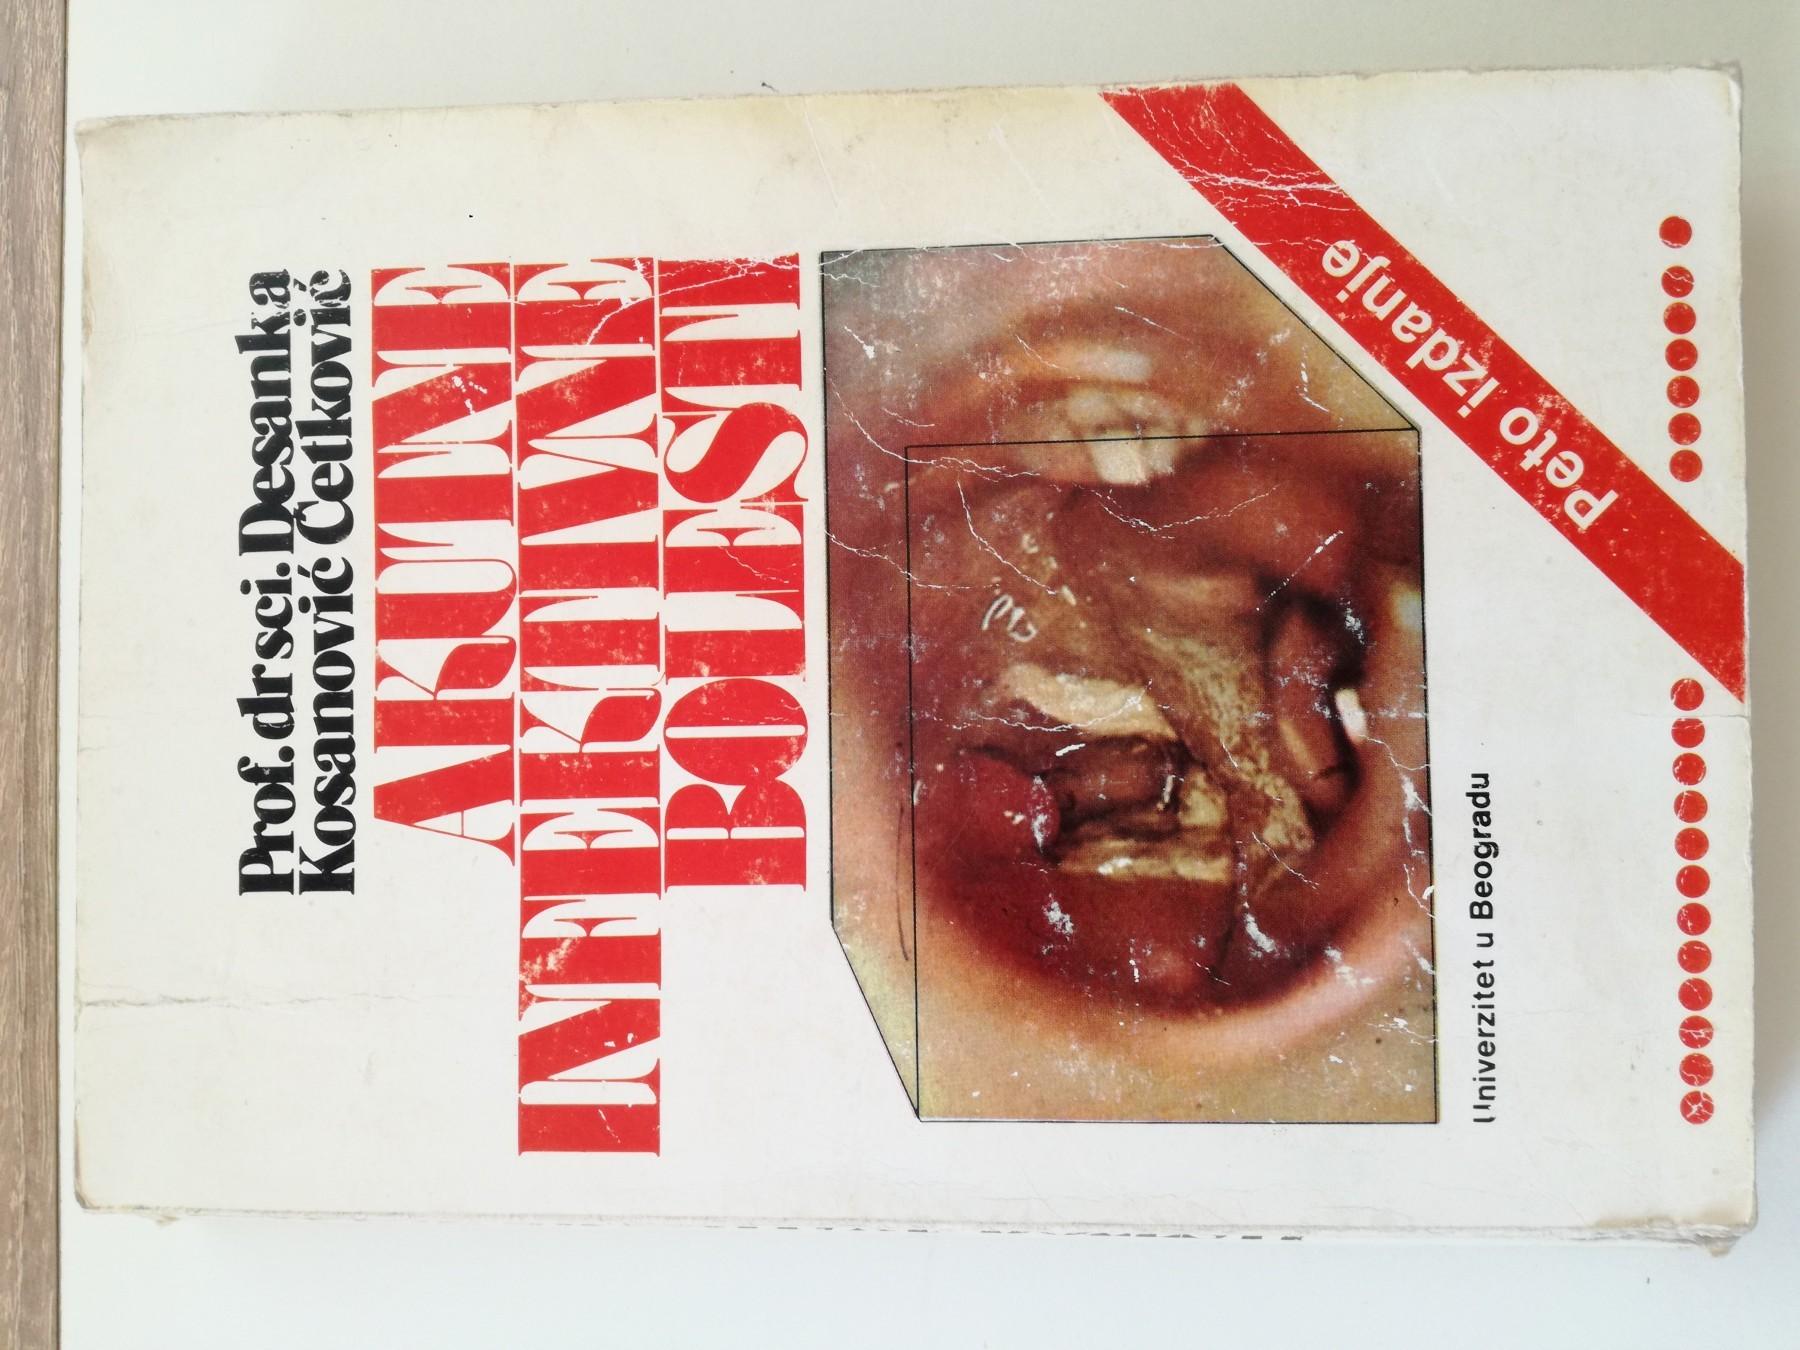 Prof. dr sci. Desanka
Kosanović Ćetković
AKUTNE
INFEKTIVNE
BOLESTI
Univerzitet u Beogradu
Peto izdanje